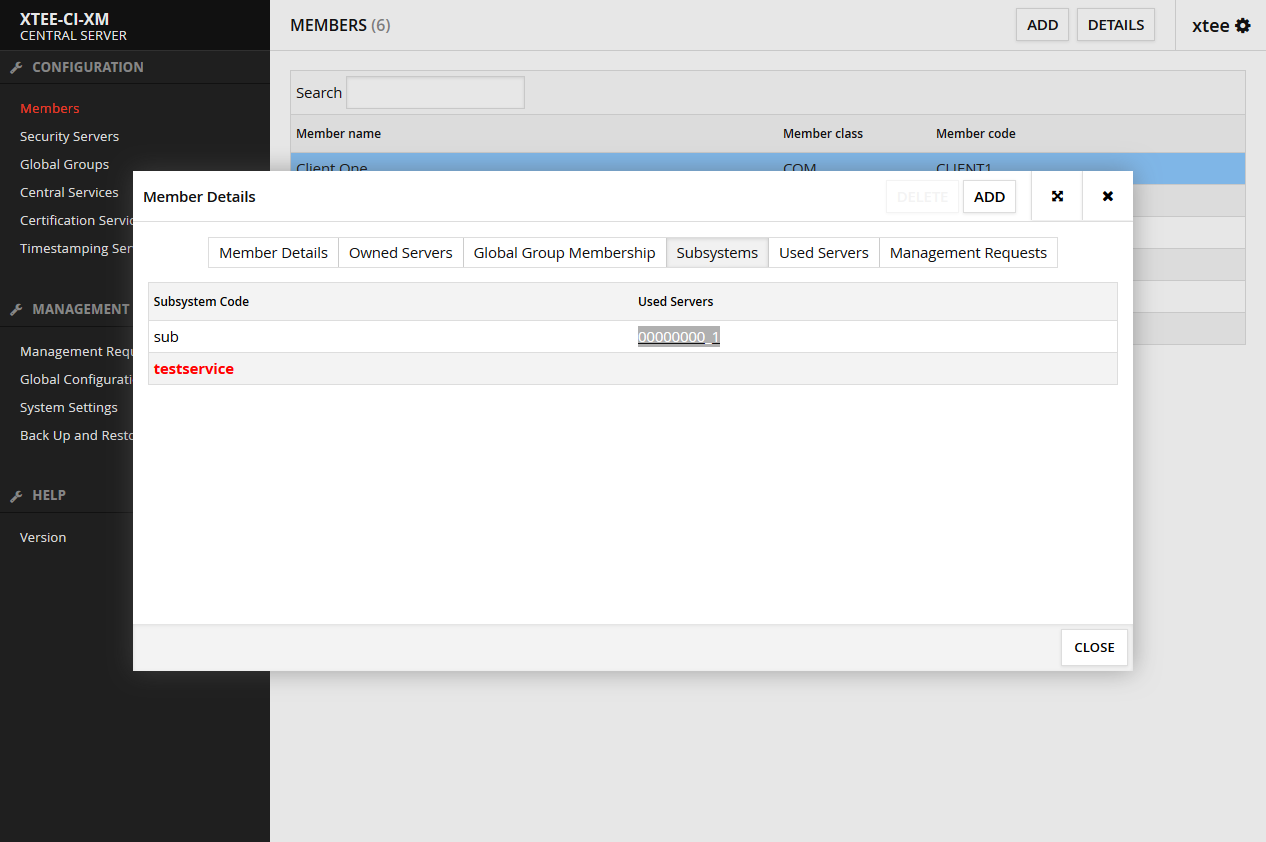 XTEE-CI-XM
CENTRAL SERVER
MEMBERS (6)
ADD
DETAILS
xtee
CONFIGURATION
Members
Security Servers
Global Groups
Central Services
Certification Servic
Timestamping Ser
MANAGEMENT
Management Requ
Global Configurati
System Settings
Back Up and Resto
HELP
Version
Search
Member name Member class Member code
Client One COM CLIENT1
Member Details
DELETE
ADD
Member Details Owned Servers Global Group Membership Subsystems Used Servers Management Requests
Subsystem Code Used Servers
sub 00000000_1
testservice
CLOSE